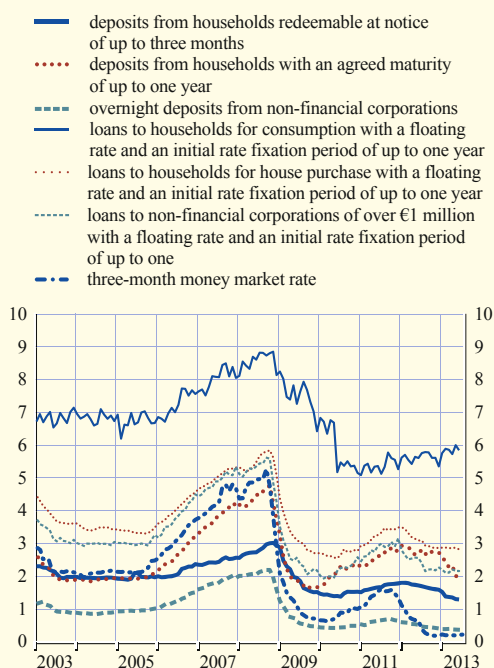 deposits from households redeemable at notice
of up to three months
deposits from households with an agreed maturity
of up to one year
overnight deposits from non-financial corporations
loans to households for consumption with a floating
rate and an initial rate fixation period of up to one year
loans to households for house purchase with a floating
rate and an initial rate fixation period of up to one year
loans to non-financial corporations of over €1 million
with a floating rate and an initial rate fixation period
of up to one
three-month money market rate
10 10
9 9
8 8
7 7
6 6
5 5
4 4
3 3
2 2
1 1
0 0
2003 2005 2007 2009 2011 2013